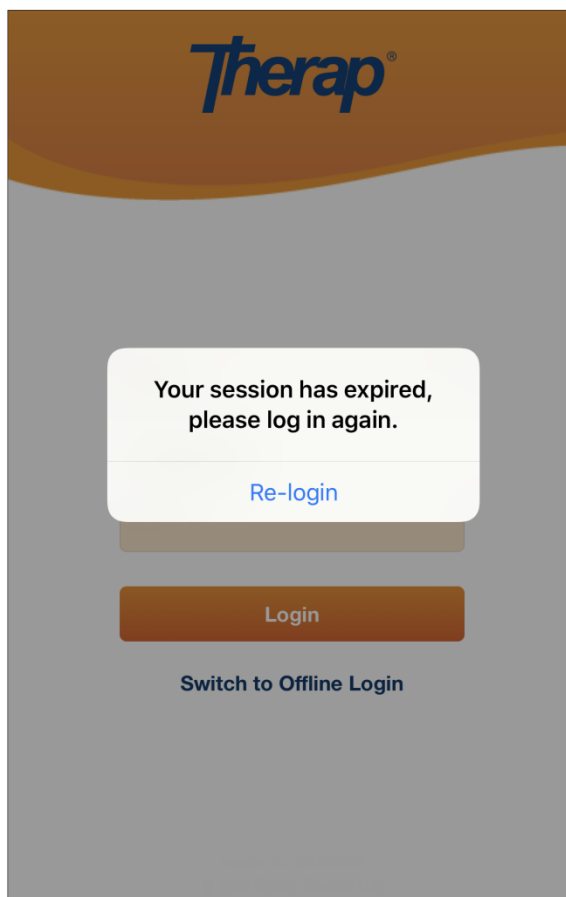 Therap®
Your session has expired,
please log in again.
Re-login
Login
Switch to Offline Login